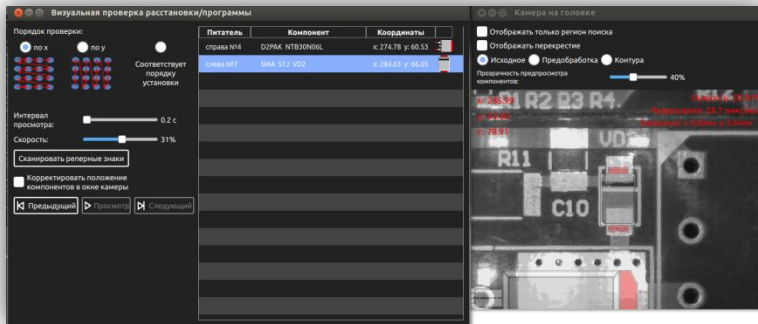 Визуальная проверка расстановки/программы
Порядок проверки:
по x
по y
Соответствует
порядку
установки
Интервал
просмотра:
0.2 с
Скорость:
31%
Сканировать реперные знаки
Корректировать положение
компонентов в окне камеры
Предыдущий
Просмотр
Следующий
Питатель Компонент Координаты
справа №4 D2PAK NTB30N06L x: 274.78 y: 60.53
слева №7 SMA S1J VD2 x: 284.63 y: 66.85
Камера на головке
Отображать только регион поиска
Отображать перекрестие
Исходное
Предобработка
Контура
Прозрачность предпросмотра
компонентов:
40%
R2 R3 R4
z: 78.91
VD2
R11
C10